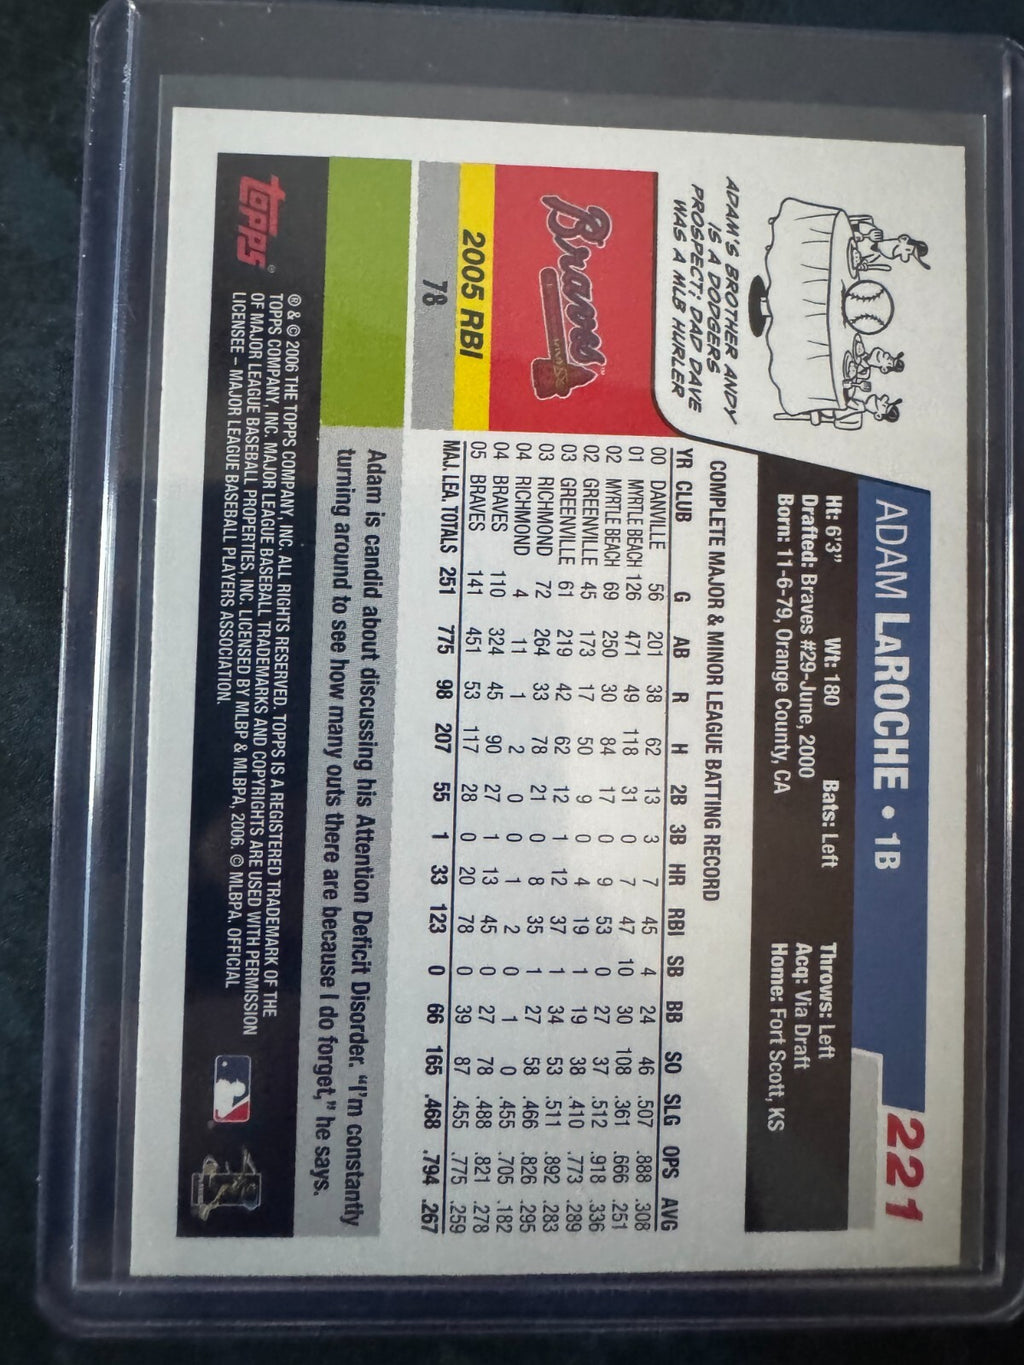 ADAM LAROCHE • 1B
221
ADAM'S BROTHER ANDY
IS A DODGERS
PROSPECT; DAD DAVE
WAS A MLB HURLER
Ht: 6'3" Wt: 180 Bats: Left Throws: Left
Drafted: Braves #29-June, 2000 Acq: Via Draft
Born: 11-6-79, Orange County, CA Home: Fort Scott, KS
COMPLETE MAJOR & MINOR LEAGUE BATTING RECORD
YR CLUB G AB R H 2B 3B HR RBI SB BB SO SLG OPS AVG
00 DANVILLE 56 201 38 62 13 3 7 45 4 24 46 .507 .888 .308
01 MYRTLE BEACH 126 471 49 118 31 0 7 47 10 30 108 .361 .666 .251
02 MYRTLE BEACH 69 250 30 84 17 0 9 53 0 27 37 .512 .918 .336
02 GREENVILLE 45 173 17 50 9 0 4 19 1 19 38 .410 .773 .289
03 GREENVILLE 61 219 42 62 12 1 12 37 1 34 53 .511 .892 .283
03 RICHMOND 72 264 33 78 21 0 8 35 1 27 58 .466 .826 .295
04 RICHMOND 4 11 1 2 0 0 1 2 0 1 0 .455 .705 .182
04 BRAVES 110 324 45 90 27 1 13 45 0 27 78 .488 .821 .278
05 BRAVES 141 451 53 117 28 0 20 78 0 39 87 .455 .775 .259
MAJ. LEA. TOTALS 251 775 98 207 55 1 33 123 0 66 165 .468 .794 .267
Braves™
2005 RBI
78
Adam is candid about discussing his Attention Deficit Disorder. "I'm constantly
turning around to see how many outs there are because I do forget," he says.
topps®
® & © 2006 THE TOPPS COMPANY, INC. ALL RIGHTS RESERVED. TOPPS IS A REGISTERED TRADEMARK OF THE
TOPPS COMPANY, INC. MAJOR LEAGUE BASEBALL TRADEMARKS AND COPYRIGHTS ARE USED WITH PERMISSION
OF MAJOR LEAGUE BASEBALL PROPERTIES, INC. LICENSED BY MLBP & MLBPA, 2006. © MLBPA. OFFICIAL
LICENSEE – MAJOR LEAGUE BASEBALL PLAYERS ASSOCIATION.